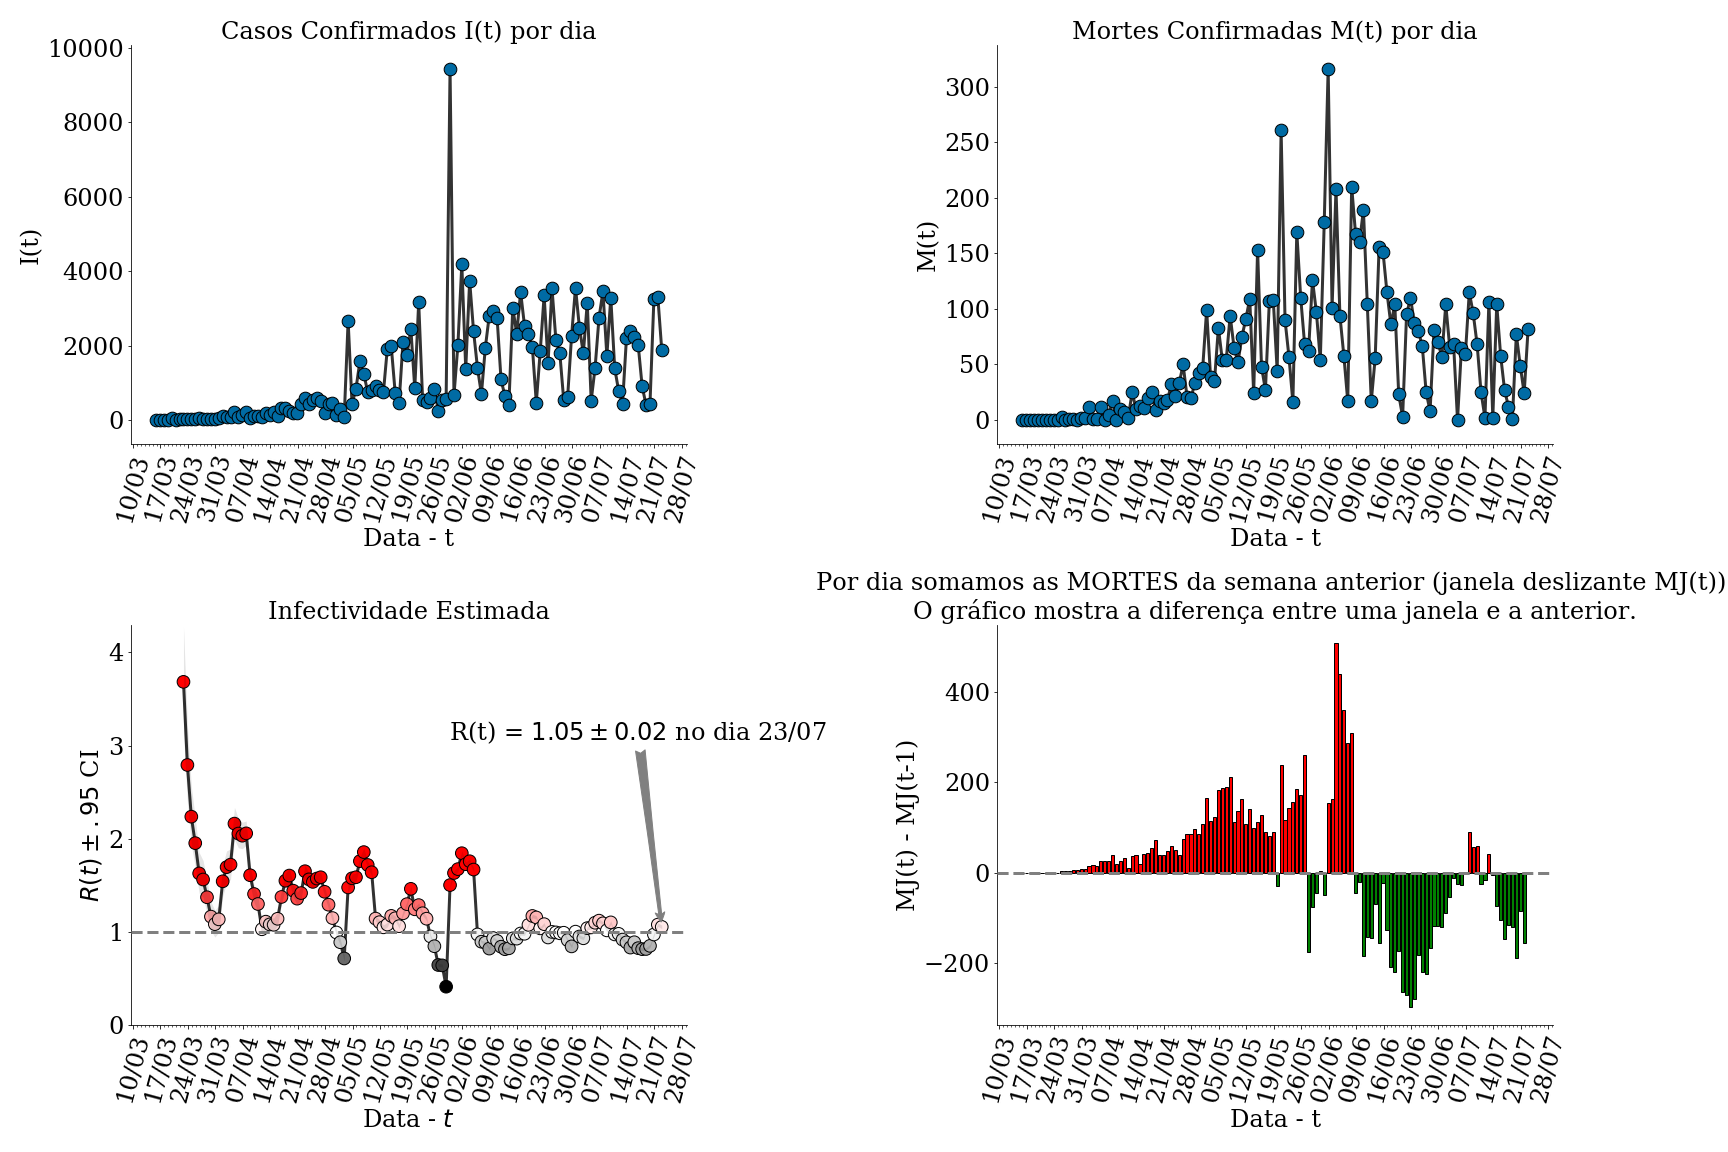 Casos Confirmados I(t) por dia
10000
8000
6000
4000
2000
0
I(t)
10/03 17/03 24/03 31/03 07/04 14/04 21/04 28/04 05/05 12/05 19/05 26/05 02/06 09/06 16/06 23/06 30/06 07/07 14/07 21/07 28/07
Data - t
Mortes Confirmadas M(t) por dia
300
250
200
150
100
50
0
M(t)
10/03 17/03 24/03 31/03 07/04 14/04 21/04 28/04 05/05 12/05 19/05 26/05 02/06 09/06 16/06 23/06 30/06 07/07 14/07 21/07 28/07
Data - t
Infectividade Estimada
4
3
2
1
0
R(t) ± .95 CI
R(t) = 1.05 ± 0.02 no dia 23/07
10/03 17/03 24/03 31/03 07/04 14/04 21/04 28/04 05/05 12/05 19/05 26/05 02/06 09/06 16/06 23/06 30/06 07/07 14/07 21/07 28/07
Data - t
Por dia somamos as MORTES da semana anterior (janela deslizante MJ(t))
O gráfico mostra a diferença entre uma janela e a anterior.
400
200
0
−200
MJ(t) - MJ(t-1)
10/03 17/03 24/03 31/03 07/04 14/04 21/04 28/04 05/05 12/05 19/05 26/05 02/06 09/06 16/06 23/06 30/06 07/07 14/07 21/07 28/07
Data - t